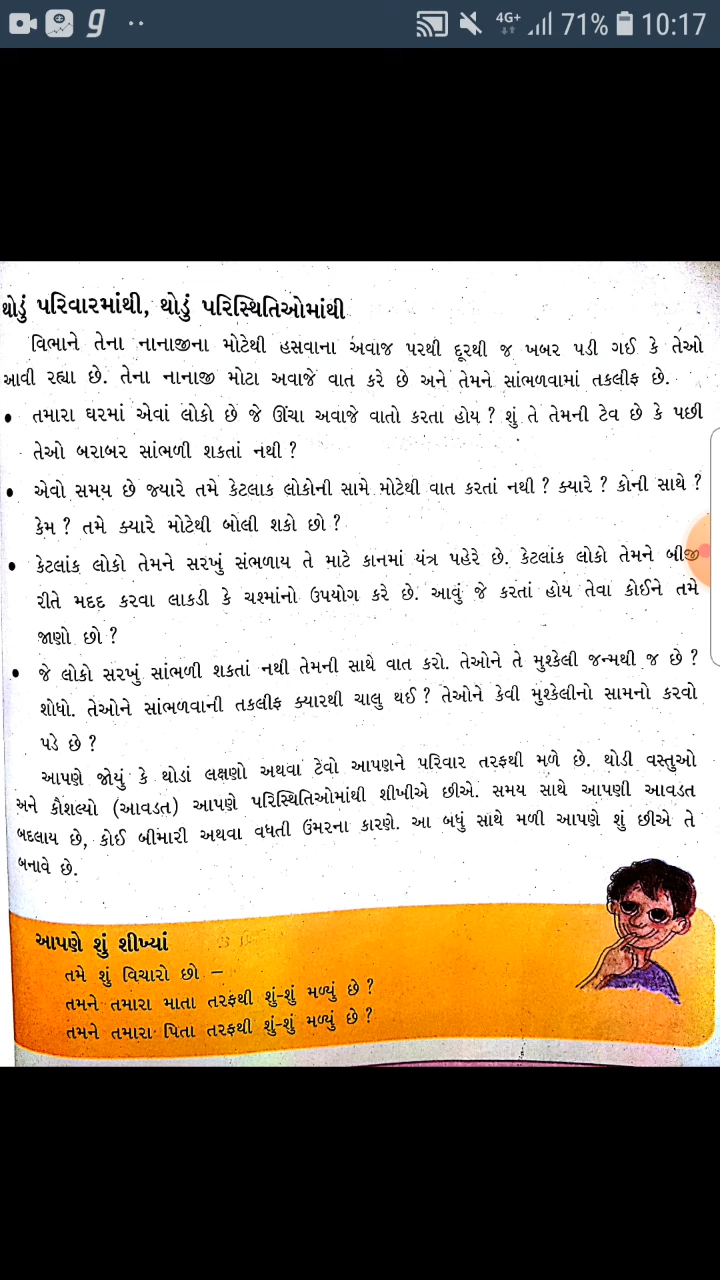 4G+ 71% 10:17
થોડું પરિવારમાંથી, થોડું પરિસ્થિતિઓમાંથી
વિભાને તેના નાનાજીના મોટેથી હસવાના અવાજ પરથી દૂરથી જ ખબર પડી ગઈ કે તેઓ
આવી રહ્યા છે. તેના નાનાજી મોટા અવાજે વાત કરે છે અને તેમને સાંભળવામાં તકલીફ છે.
• તમારા ઘરમાં એવાં લોકો છે જે ઊંચા અવાજે વાતો કરતા હોય ? શું તે તેમની ટેવ છે કે પછી
તેઓ બરાબર સાંભળી શકતાં નથી ?
• એવો સમય છે જ્યારે તમે કેટલાક લોકોની સામે મોટેથી વાત કરતાં નથી ? ક્યારે ? કોની સાથે ?
કેમ ? તમે ક્યારે મોટેથી બોલી શકો છો ?
• કેટલાંક લોકો તેમને સરખું સંભળાય તે માટે કાનમાં યંત્ર પહેરે છે. કેટલાંક લોકો તેમને બીજી
રીતે મદદ કરવા લાકડી કે ચશ્માંનો ઉપયોગ કરે છે. આવું જે કરતાં હોય તેવા કોઈને તમે
જાણો છો ?
• જે લોકો સરખું સાંભળી શકતાં નથી તેમની સાથે વાત કરો. તેઓને તે મુશ્કેલી જન્મથી જ છે ?
શોધો. તેઓને સાંભળવાની તકલીફ ક્યારથી ચાલુ થઈ ? તેઓને કેવી મુશ્કેલીનો સામનો કરવો
પડે છે ?
આપણે જોયું કે થોડાં લક્ષણો અથવા ટેવો આપણને પરિવાર તરફથી મળે છે. થોડી વસ્તુઓ
અને કૌશલ્યો (આવડત) આપણે પરિસ્થિતિઓમાંથી શીખીએ છીએ. સમય સાથે આપણી આવડત
બદલાય છે, કોઈ બીમારી અથવા વધતી ઉંમરના કારણે. આ બધું સાથે મળી આપણે શું છીએ તે
બનાવે છે.
આપણે શું શીખ્યાં
તમે શું વિચારો છો –
તમને તમારા માતા તરફથી શું-શું મળ્યું છે ?
તમને તમારા પિતા તરફથી શું-શું મળ્યું છે ?